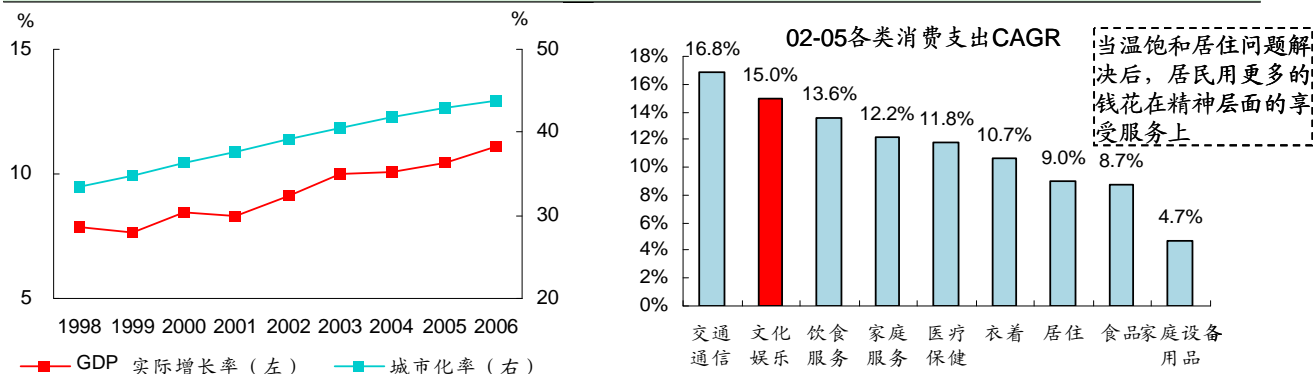 %
%
15
10
5
50
40
30
20
1998 1999 2000 2001 2002 2003 2004 2005 2006
GDP 实际增长率（左）
城市化率（右）
02-05各类消费支出CAGR
当温饱和居住问题解
决后，居民用更多的
钱花在精神层面的享
受服务上
18%
16%
14%
12%
10%
8%
6%
4%
2%
0%
16.8%
15.0%
13.6%
12.2%
11.8%
10.7%
9.0%
8.7%
4.7%
交通
通信
文化
娱乐
饮食
服务
家庭
服务
医疗
保健
衣着
居住
食品
家庭设备
用品